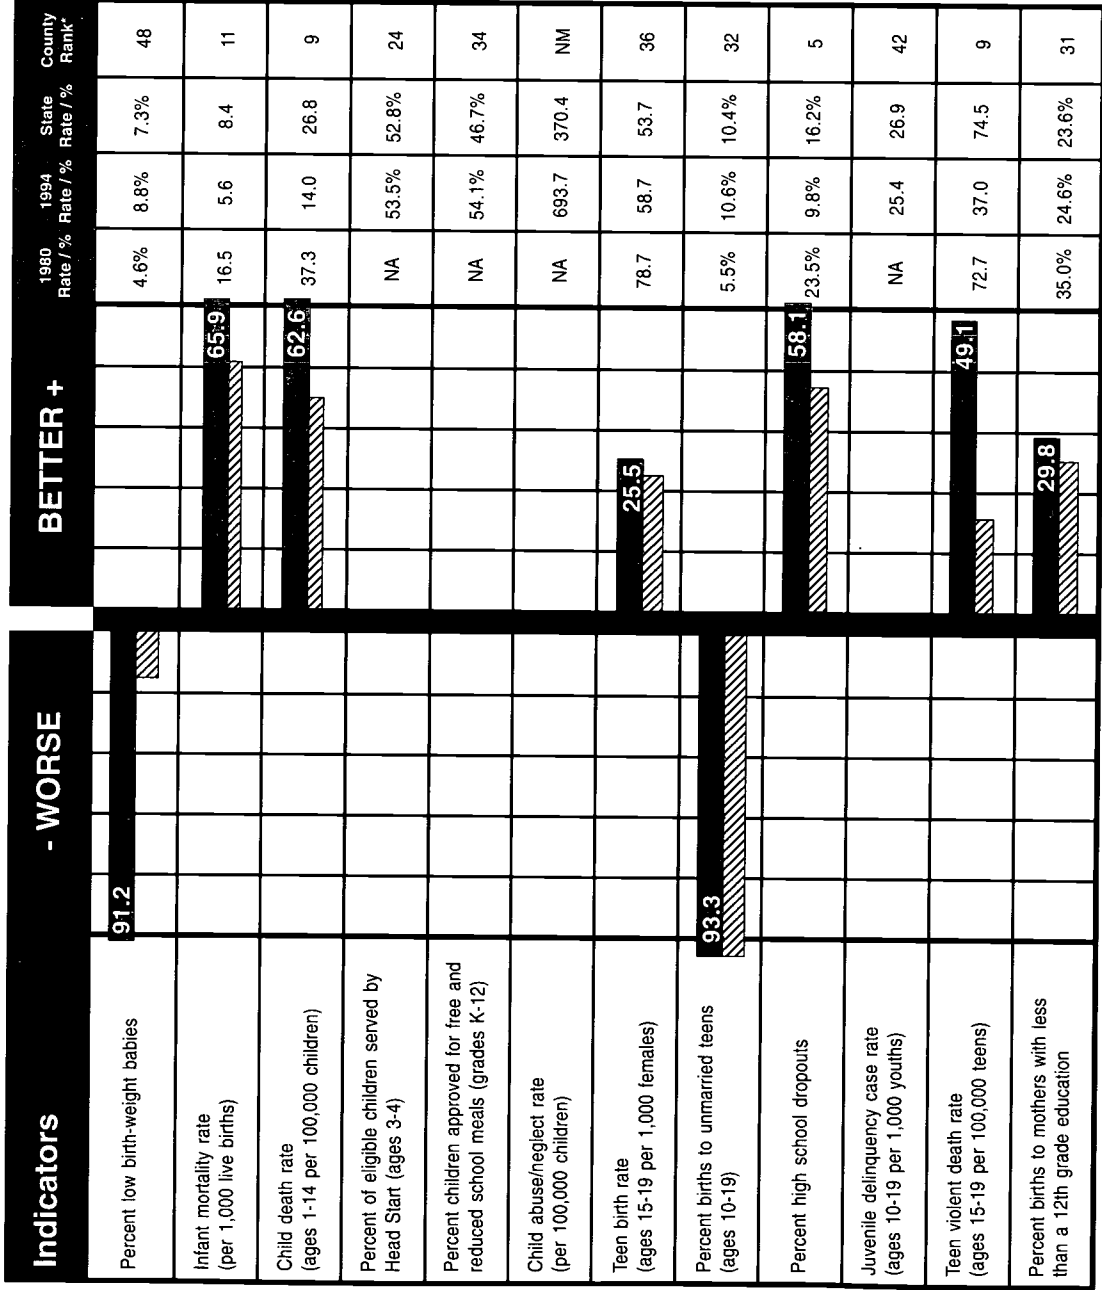 Indicators
- WORSE
BETTER +
1980
Rate / %
1994
Rate / %
State
Rate / %
County
Rank*
Percent low birth-weight babies
91.2
4.6%
8.8%
7.3%
48
Infant mortality rate
(per 1,000 live births)
65.9
16.5
5.6
8.4
11
Child death rate
(ages 1-14 per 100,000 children)
62.6
37.3
14.0
26.8
9
Percent of eligible children served by
Head Start (ages 3-4)
NA
53.5%
52.8%
24
Percent children approved for free and
reduced school meals (grades K-12)
NA
54.1%
46.7%
34
Child abuse/neglect rate
(per 100,000 children)
NA
693.7
370.4
NM
Teen birth rate
(ages 15-19 per 1,000 females)
25.5
78.7
58.7
53.7
36
Percent births to unmarried teens
(ages 10-19)
93.3
5.5%
10.6%
10.4%
32
Percent high school dropouts
58.1
23.5%
9.8%
16.2%
5
Juvenile delinquency case rate
(ages 10-19 per 1,000 youths)
NA
25.4
26.9
42
Teen violent death rate
(ages 15-19 per 100,000 teens)
49.1
72.7
37.0
74.5
9
Percent births to mothers with less
than a 12th grade education
29.8
35.0%
24.6%
23.6%
31